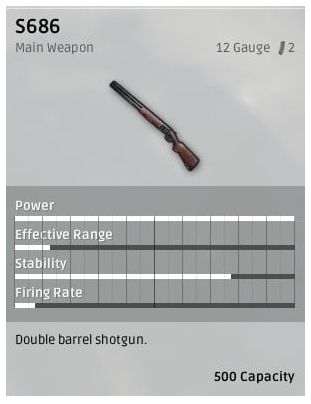 S686
Main Weapon 12 Gauge 2
Power
Effective Range
Stability
Firing Rate
Double barrel shotgun.
500 Capacity